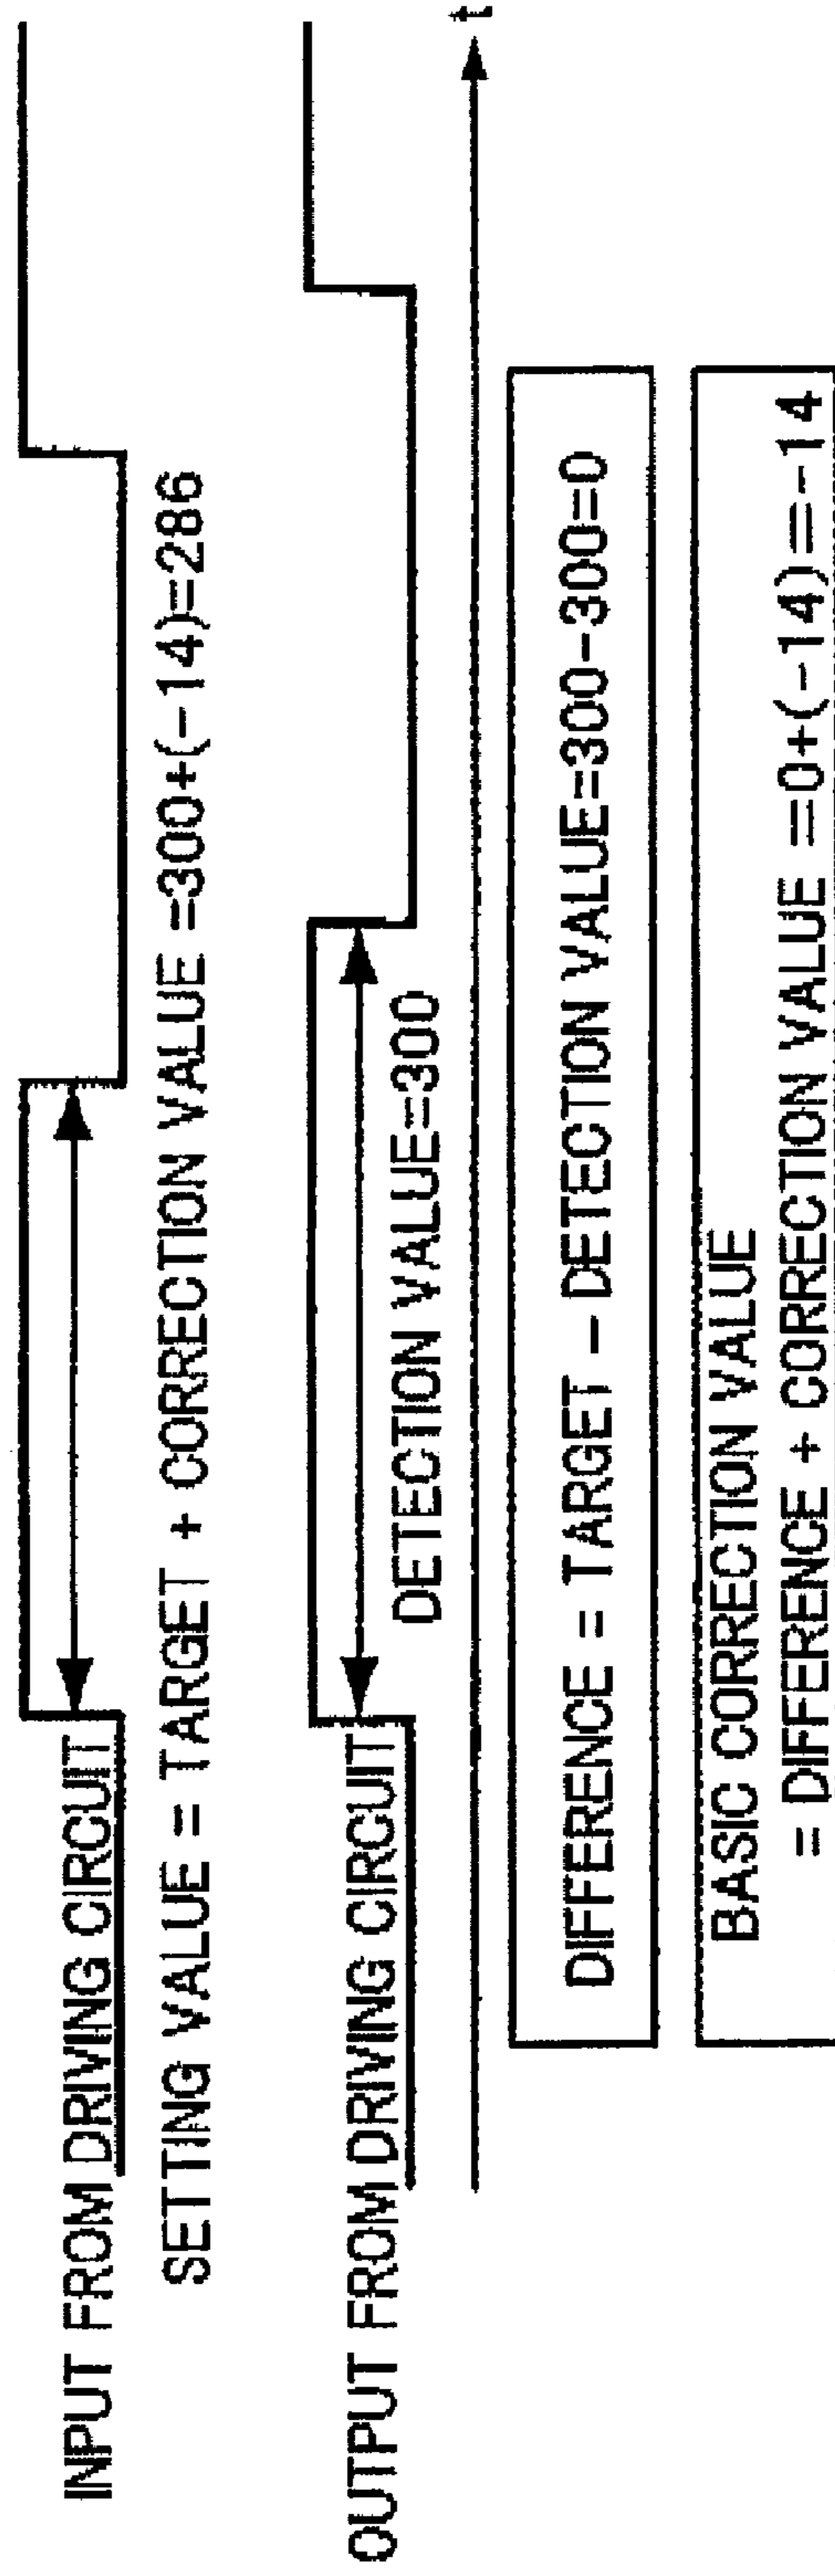 INPUT FROM DRIVING CIRCUIT
SETTING VALUE = TARGET + CORRECTION VALUE =300+(-14)=286
OUTPUT FROM DRIVING CIRCUIT
DETECTION VALUE=300
t
DIFFERENCE = TARGET - DETECTION VALUE=300-300=0
BASIC CORRECTION VALUE
= DIFFERENCE + CORRECTION VALUE =0+(-14)=-14